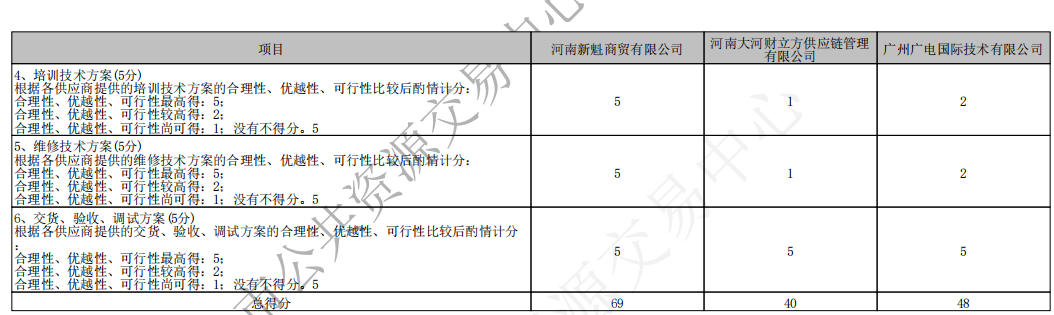 项目 河南新魁商贸有限公司 河南大河财立方供应链管理有限公司 广州广电国际技术有限公司
4、培训技术方案(5分)
根据各供应商提供的培训技术方案的合理性、优越性、可行性比较后酌情计分：
合理性、优越性、可行性最高得：5；
合理性、优越性、可行性较高得：2；
合理性、优越性、可行性尚可得：1；没有不得分。5
5 1 2
5、维修技术方案(5分)
根据各供应商提供的维修技术方案的合理性、优越性、可行性比较后酌情计分：
合理性、优越性、可行性最高得：5；
合理性、优越性、可行性较高得：2；
合理性、优越性、可行性尚可得：1；没有不得分。5
5 1 2
6、交货、验收、调试方案(5分)
根据各供应商提供的交货、验收、调试方案的合理性、优越性、可行性比较后酌情计分
：
合理性、优越性、可行性最高得：5；
合理性、优越性、可行性较高得：2；
合理性、优越性、可行性尚可得：1；没有不得分。5
5 5 5
总得分 69 40 48
市公共资源交易中心
源交易中心